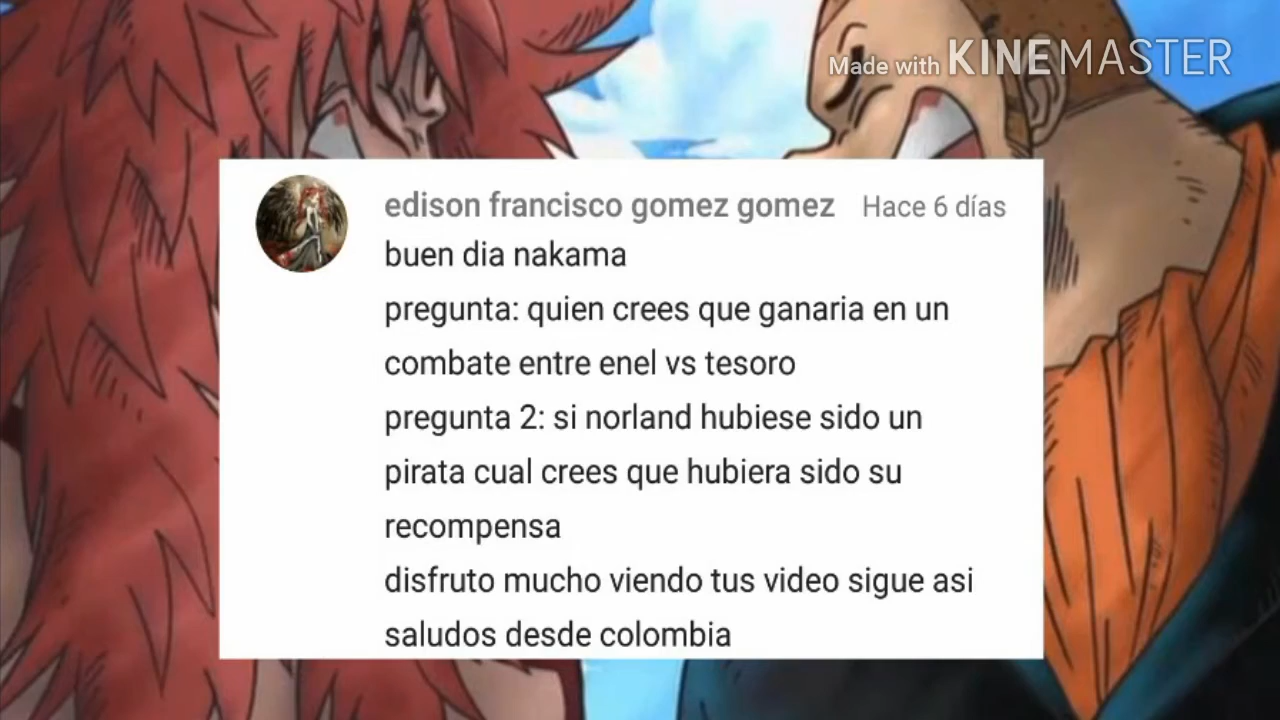 Made with KINEMASTER
edison francisco gomez gomez Hace 6 días
buen dia nakama
pregunta: quien crees que ganaria en un
combate entre enel vs tesoro
pregunta 2: si norland hubiese sido un
pirata cual crees que hubiera sido su
recompensa
disfruto mucho viendo tus video sigue asi
saludos desde colombia